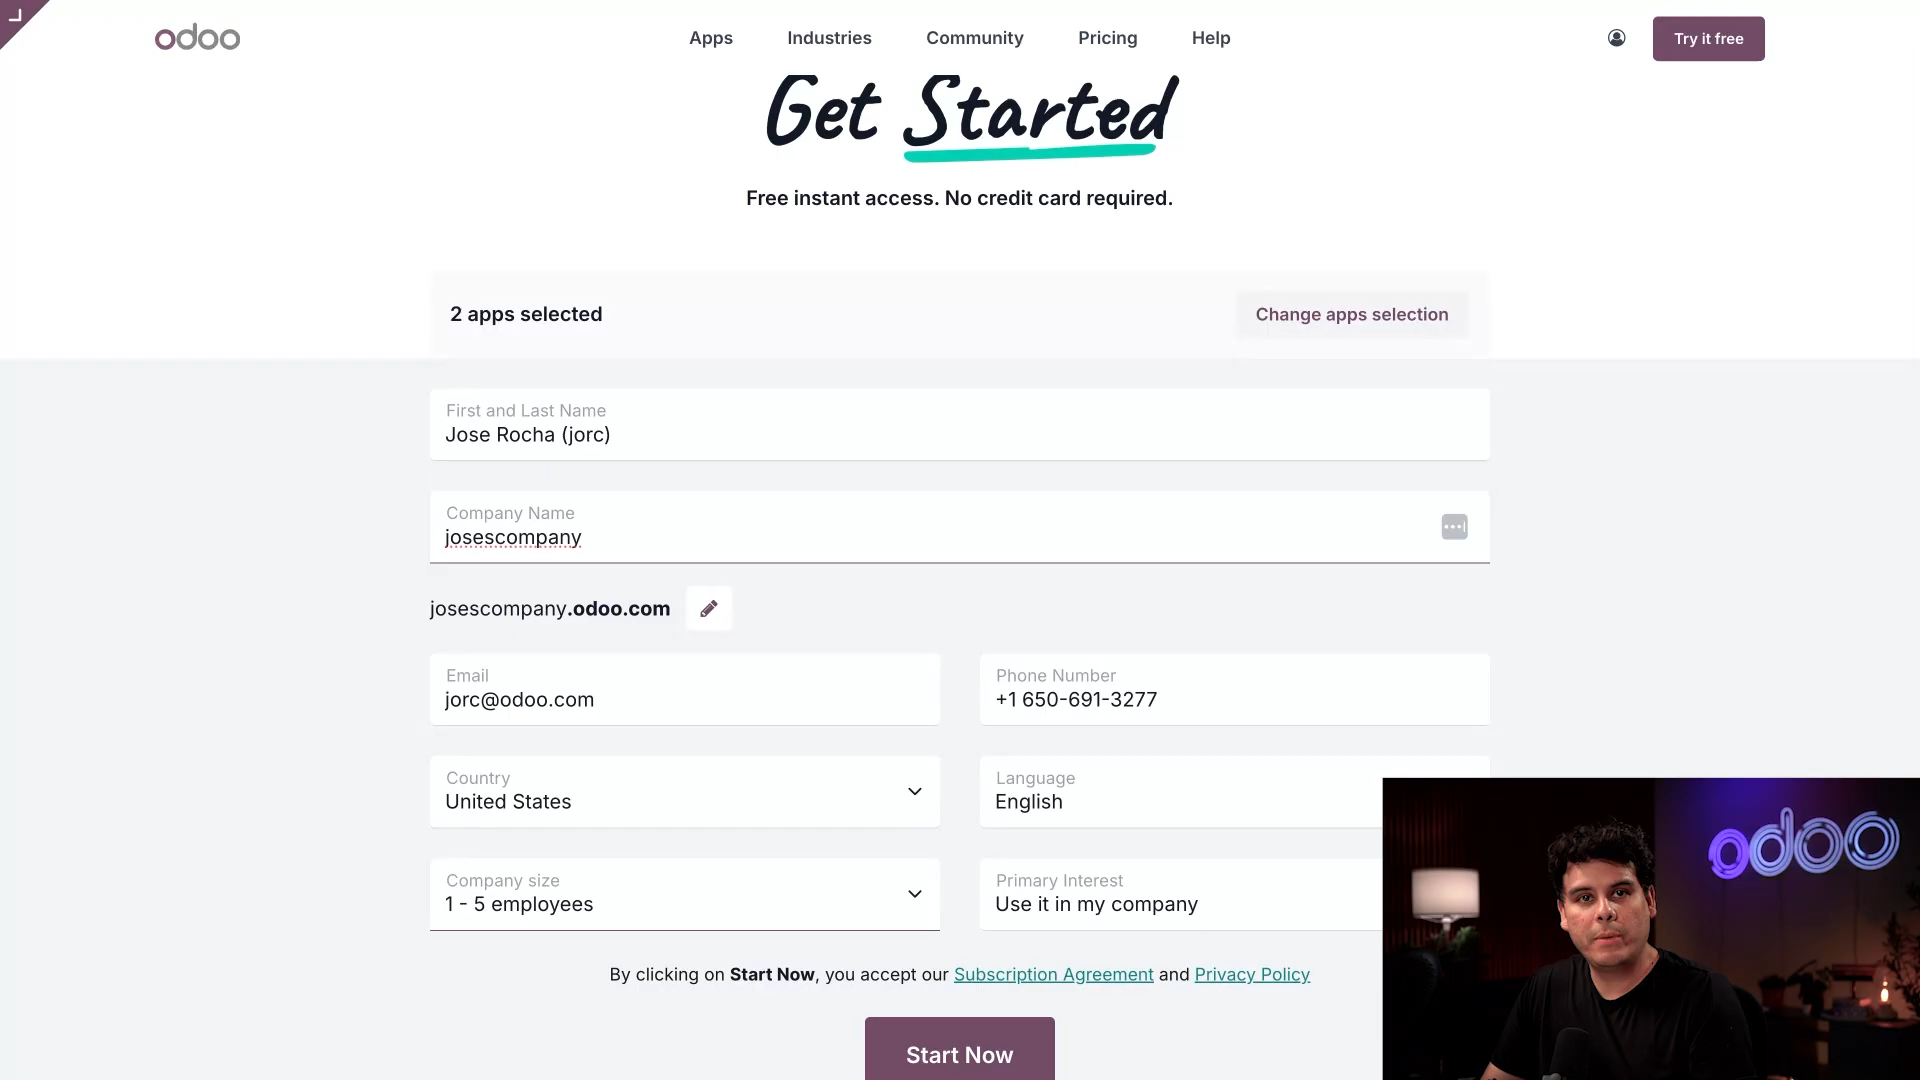 odoo
Apps
Industries
Community
Pricing
Help
Try it free
Get Started
Free instant access. No credit card required.
2 apps selected
Change apps selection
First and Last Name
Jose Rocha (jorc)
Company Name
josescompany
josescompany.odoo.com
Email
jorc@odoo.com
Phone Number
+1 650-691-3277
Country
United States
Language
English
Company size
1 - 5 employees
Primary Interest
Use it in my company
odoo
By clicking on Start Now, you accept our Subscription Agreement and Privacy Policy
Start Now